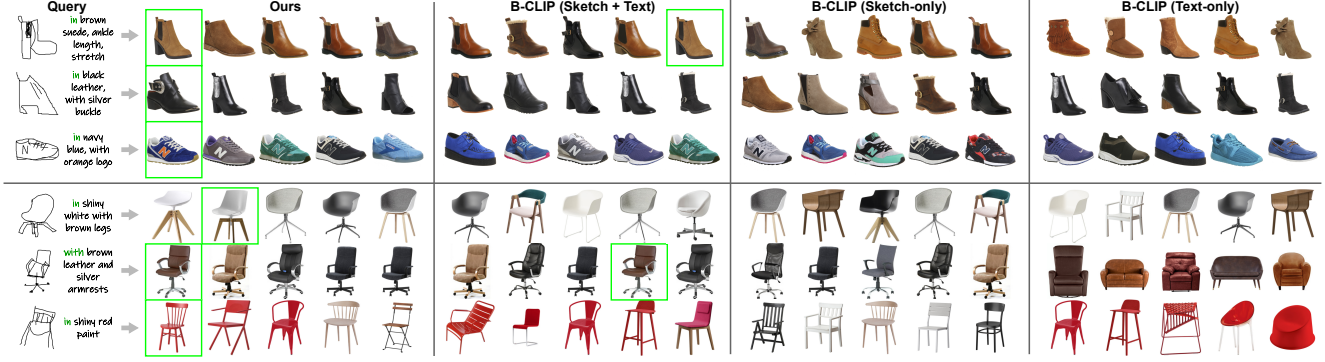 Query
Ours
B-CLIP (Sketch + Text)
B-CLIP (Sketch-only)
B-CLIP (Text-only)
in brown
suede, ankle
length,
stretch
in black
leather,
with silver
buckle
in navy
blue, with
orange logo
in shiny
white with
brown legs
with brown
leather and
silver
armrests
in shiny red
paint